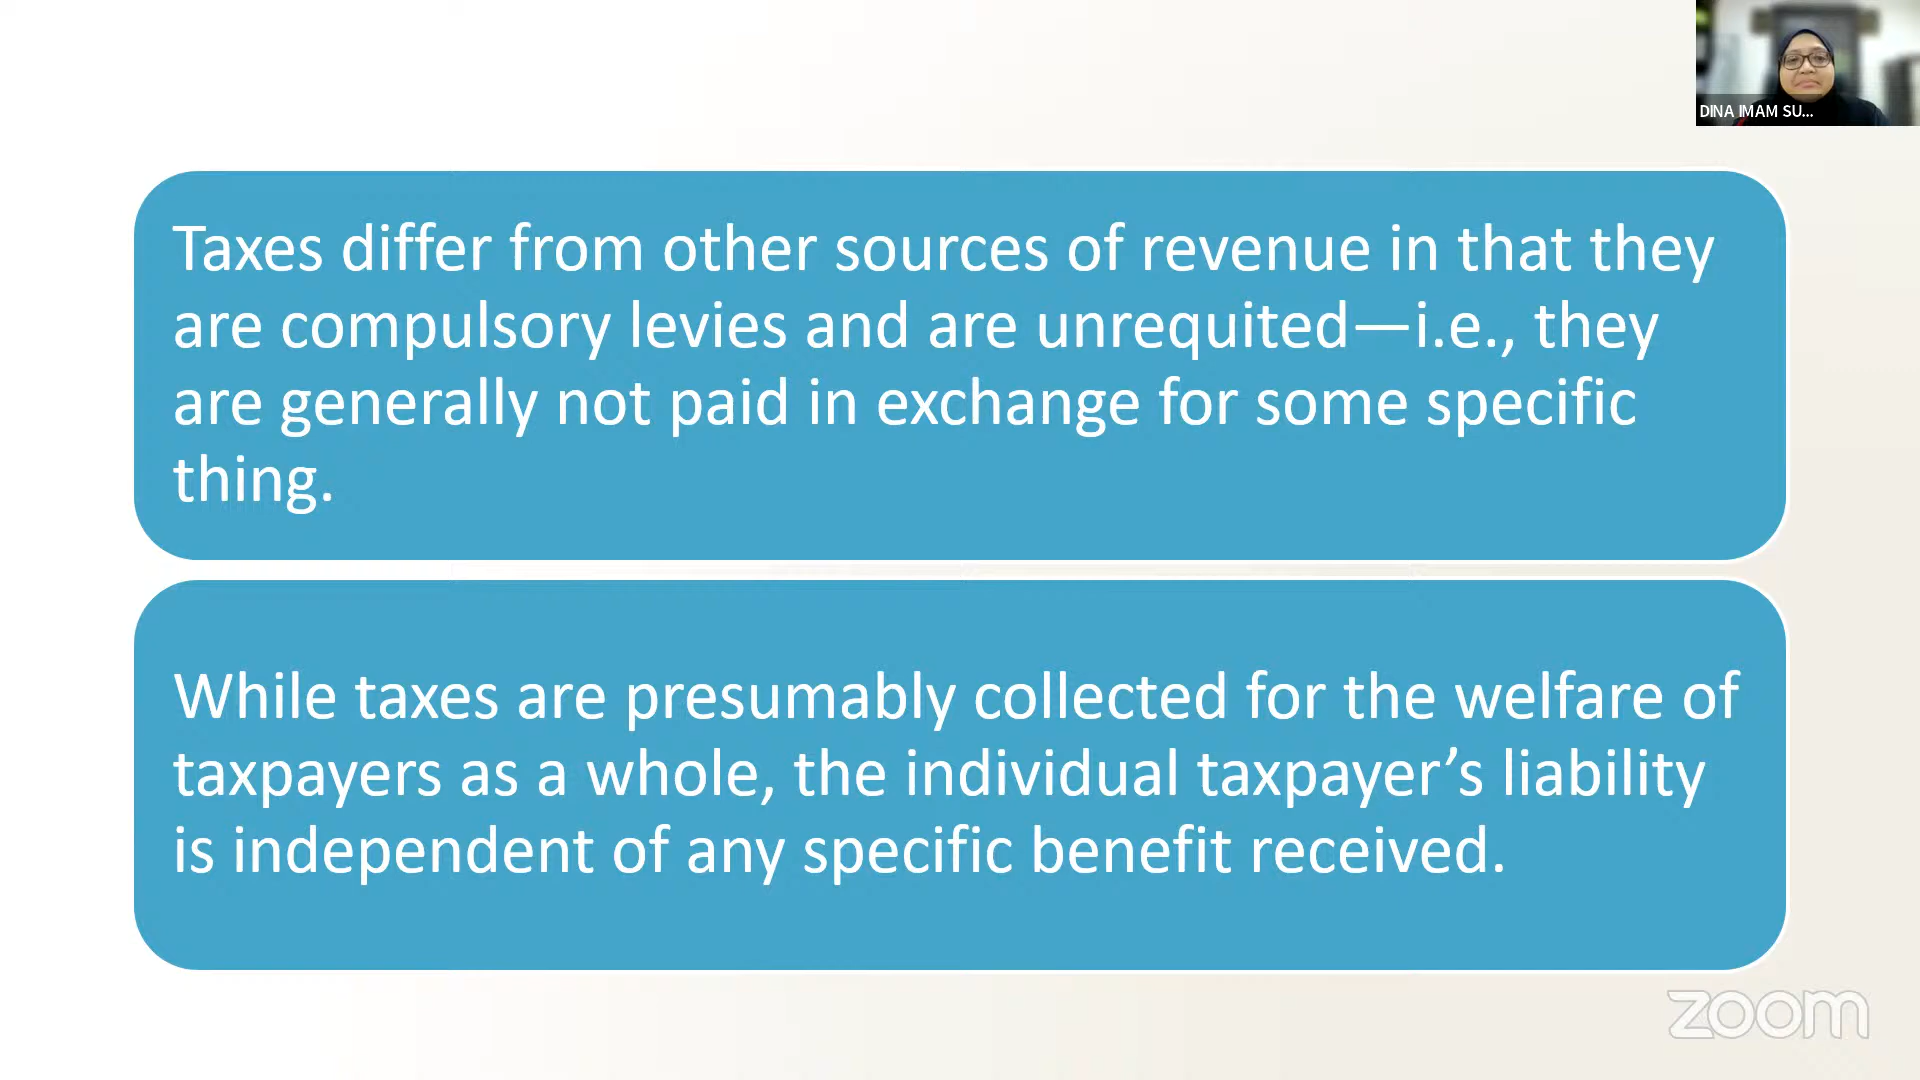 DINA IMAM SU...
Taxes differ from other sources of revenue in that they
are compulsory levies and are unrequited—i.e., they
are generally not paid in exchange for some specific
thing.
While taxes are presumably collected for the welfare of
taxpayers as a whole, the individual taxpayer’s liability
is independent of any specific benefit received.
zoom